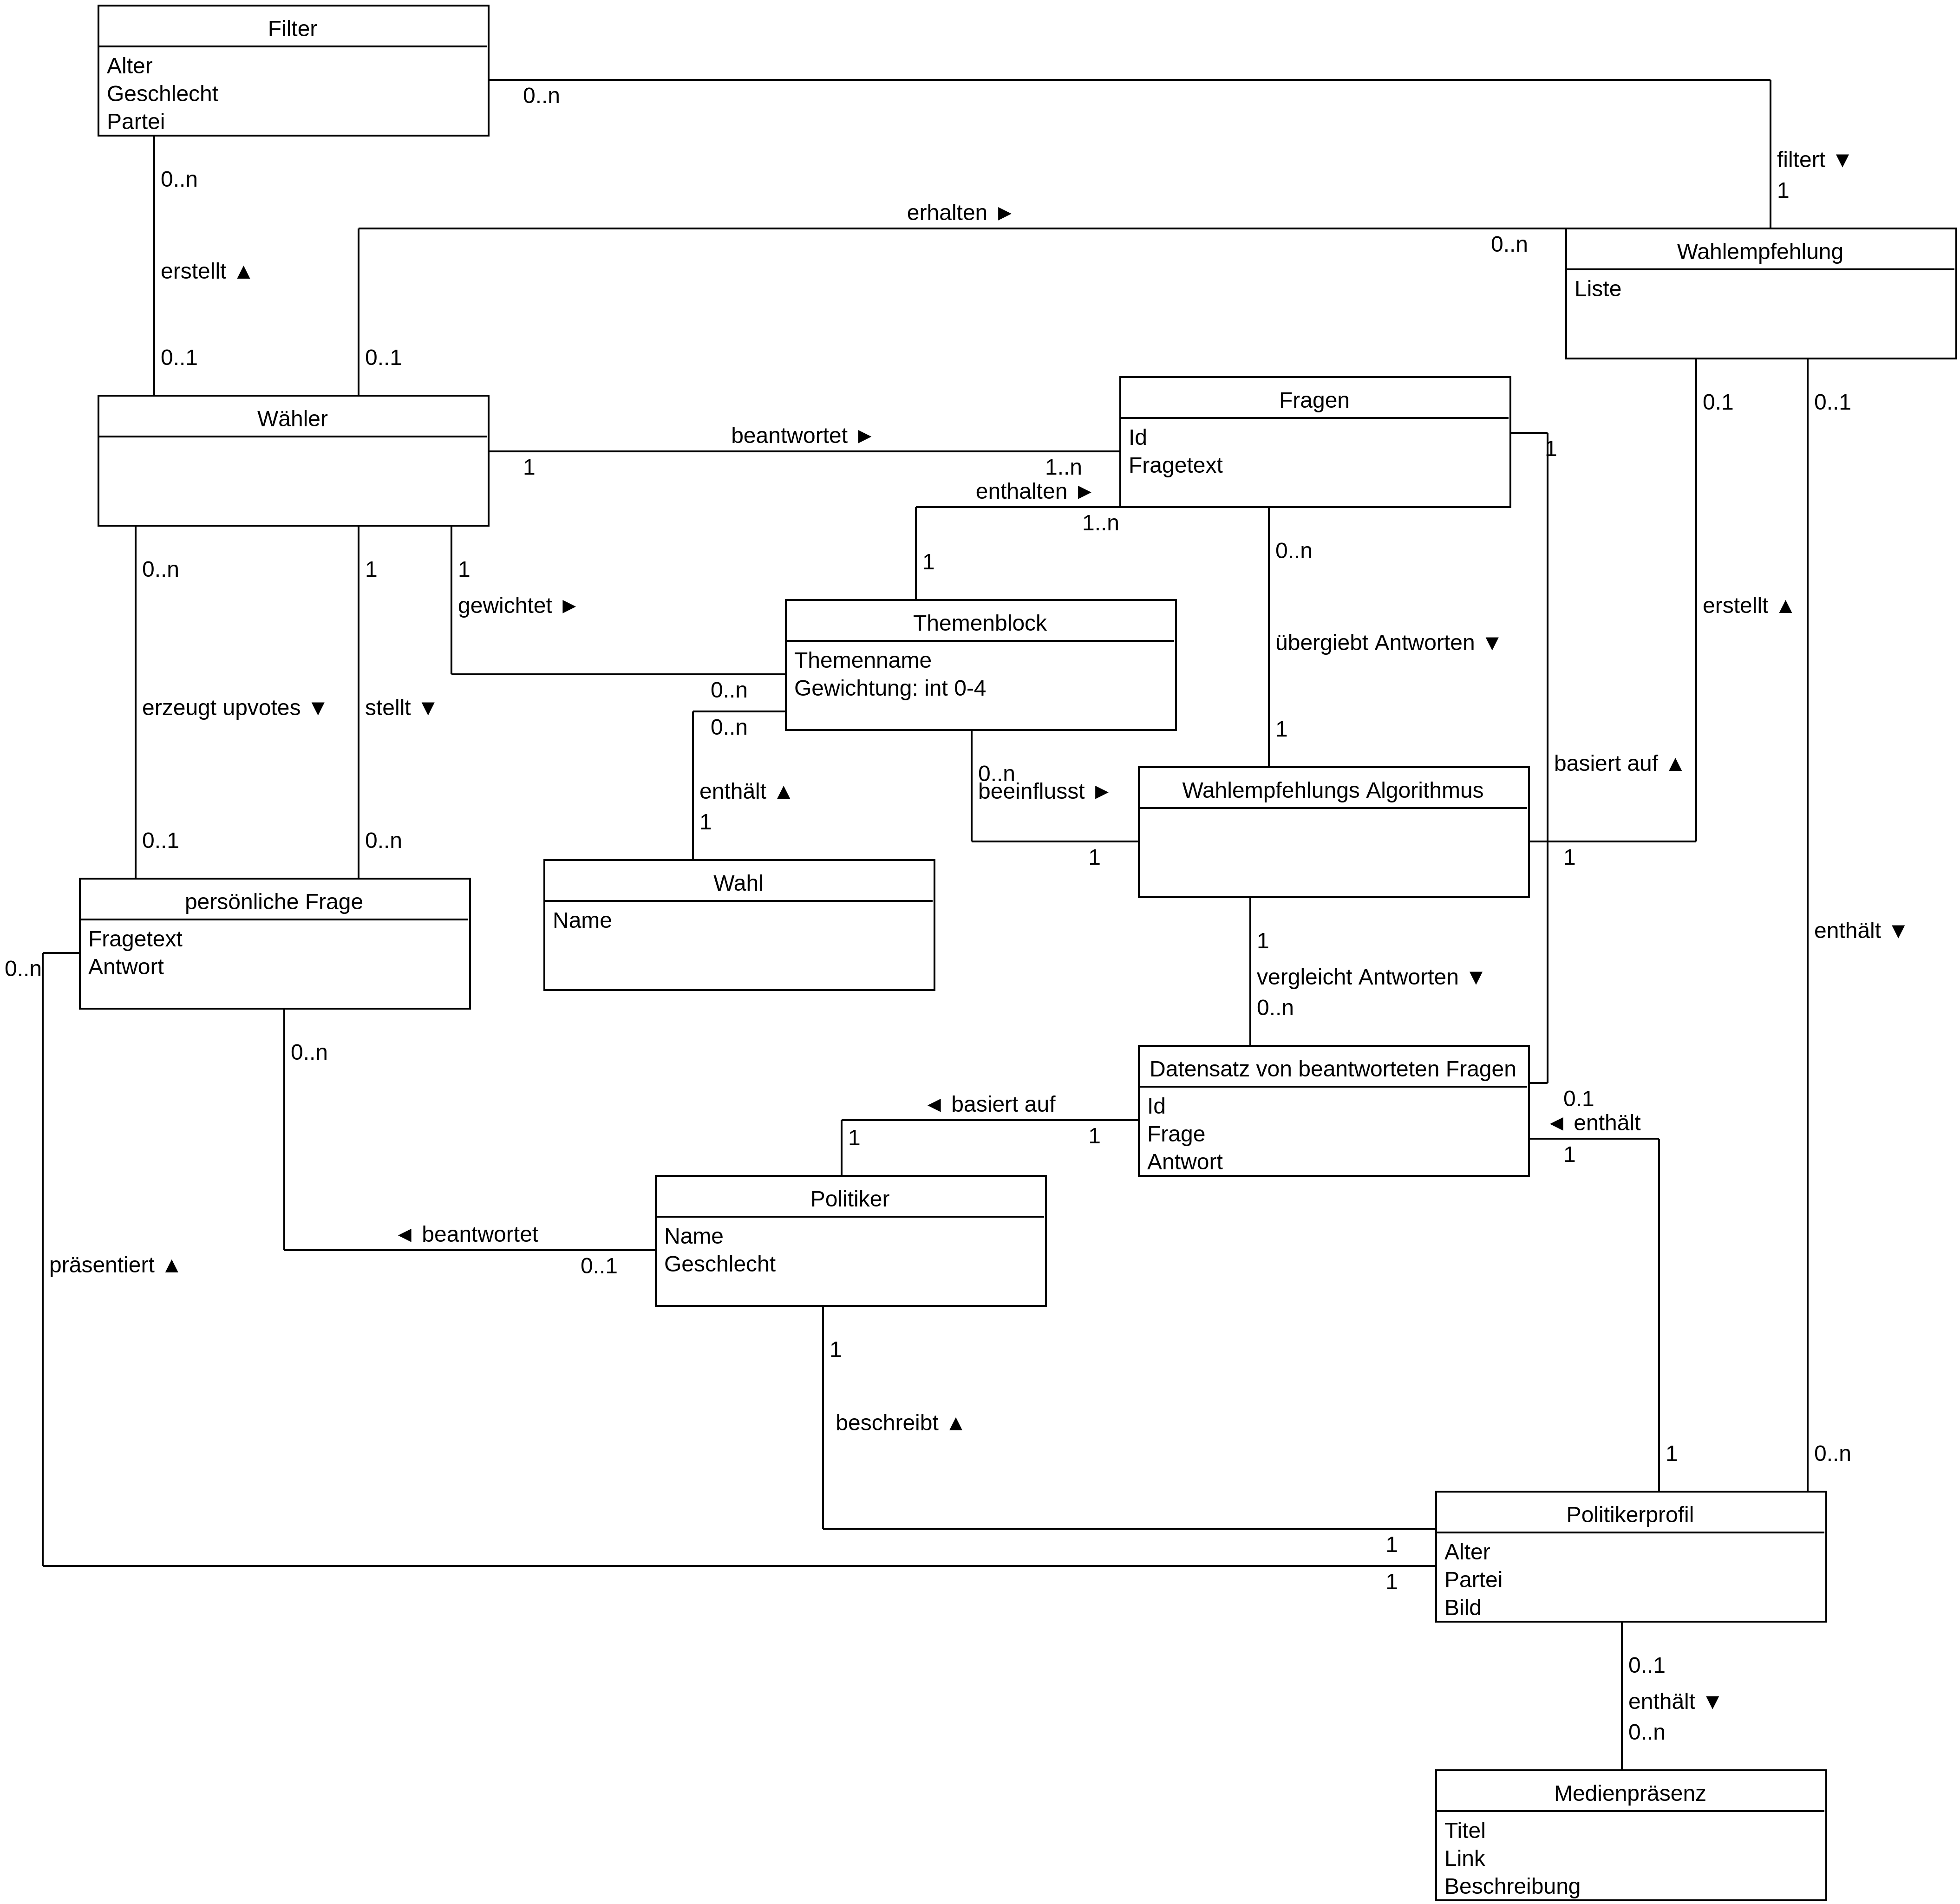 Filter
Alter
Geschlecht
Partei
0..n
filtert ▼
1
0..n
erstellt ▲
0..1
erhalten ►
0..n
0..1
Wahlempfehlung
Liste
Wähler
beantwortet ►
1
1..n
Fragen
Id
Fragetext
1
0.1
0..1
enthalten ►
1..n
1
0..n
0..n
1
1
gewichtet ►
erstellt ▲
Themenblock
Themenname
Gewichtung: int 0-4
übergiebt Antworten ▼
0..n
0..n
erzeugt upvotes ▼
stellt ▼
1
basiert auf ▲
0..n
beeinflusst ►
enthält ▲
1
Wahlempfehlungs Algorithmus
0..1
0..n
1
1
Wahl
Name
persönliche Frage
Fragetext
Antwort
0..n
enthält ▼
1
vergleicht Antworten ▼
0..n
0..n
Datensatz von beantworteten Fragen
Id
Frage
Antwort
0.1
◄ enthält
1
◄ basiert auf
1
1
Politiker
Name
Geschlecht
◄ beantwortet
0..1
präsentiert ▲
1
beschreibt ▲
1
0..n
1
1
Politikerprofil
Alter
Partei
Bild
0..1
enthält ▼
0..n
Medienpräsenz
Titel
Link
Beschreibung